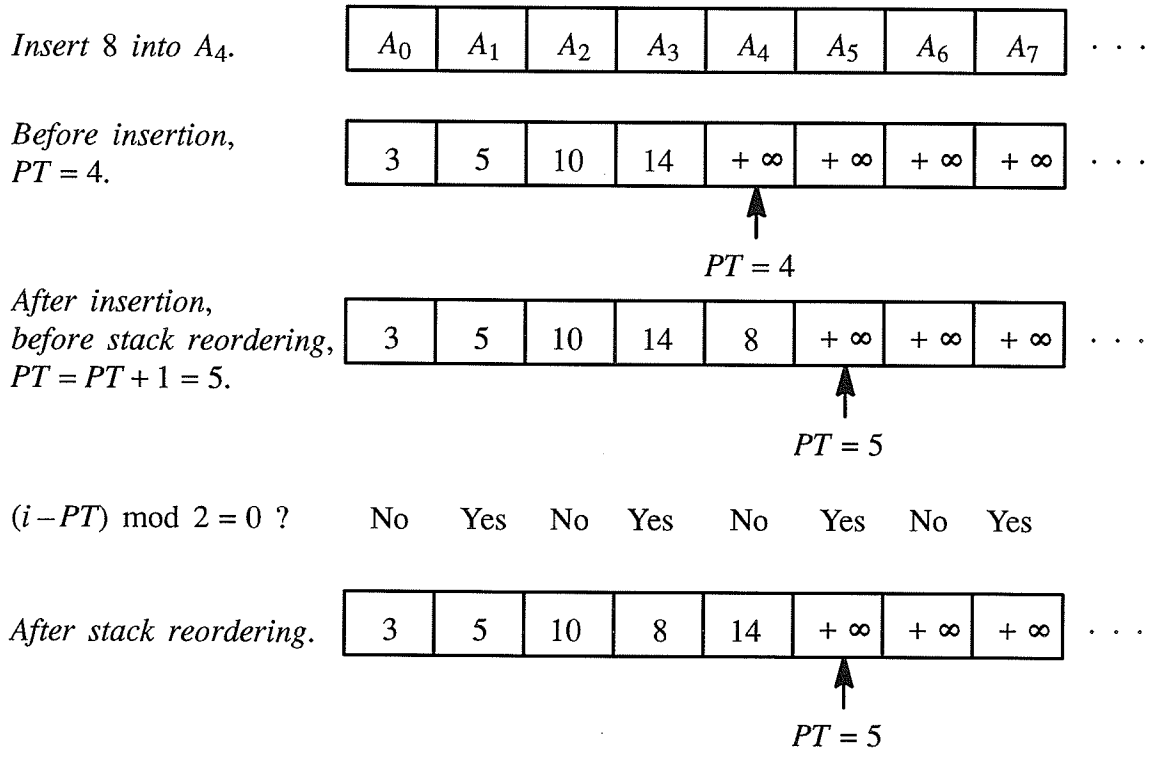 Insert 8 into A₄. A₀ A₁ A₂ A₃ A₄ A₅ A₆ A₇ · · ·
Before insertion,
PT = 4. 3 5 10 14 + ∞ + ∞ + ∞ + ∞ · · ·
PT = 4
After insertion,
before stack reordering, 3 5 10 14 8 + ∞ + ∞ + ∞ · · ·
PT = PT + 1 = 5.
PT = 5
(i – PT) mod 2 = 0 ? No Yes No Yes No Yes No Yes
After stack reordering. 3 5 10 8 14 + ∞ + ∞ + ∞ · · ·
PT = 5